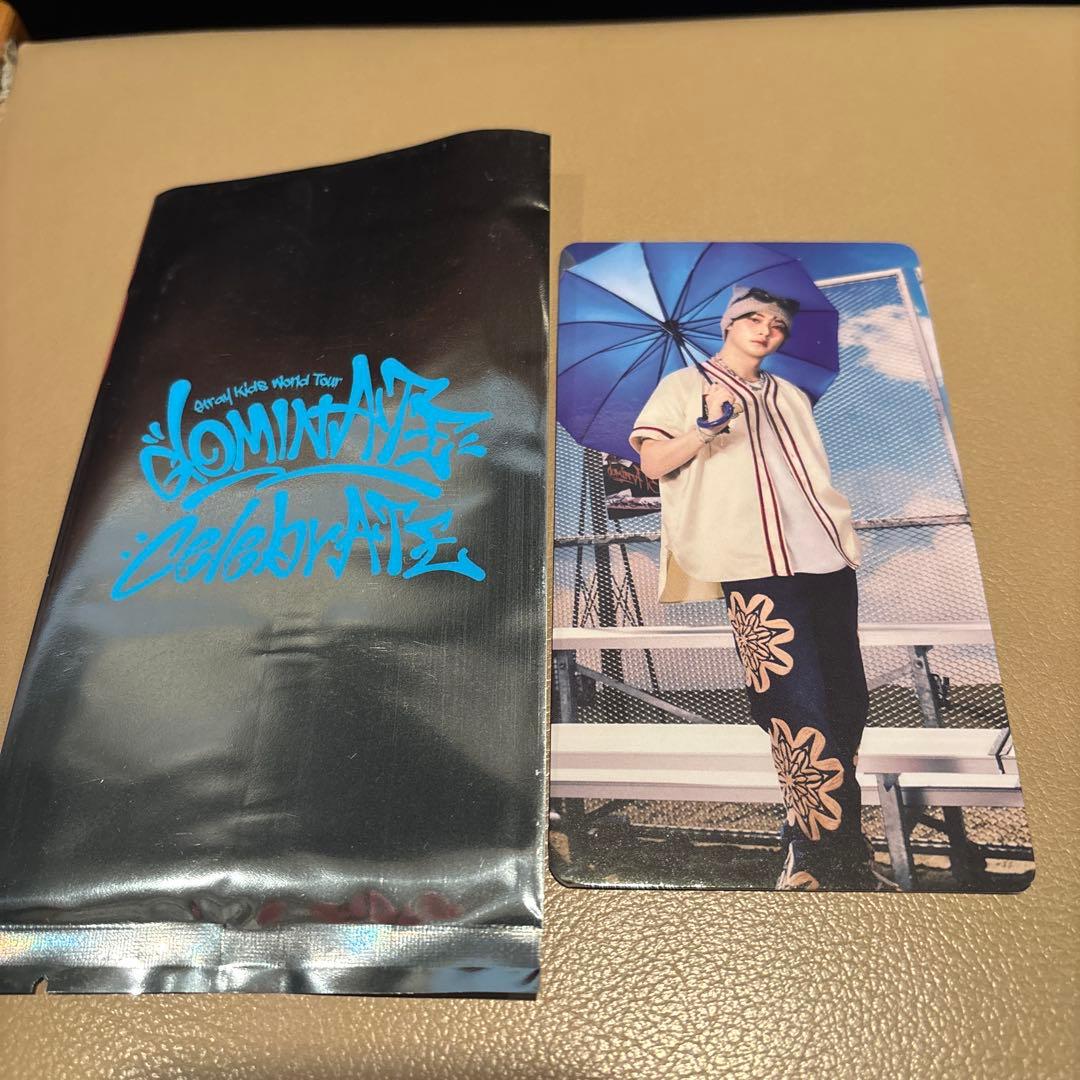 Stray Kids World Tour
dominATE
celebrATE